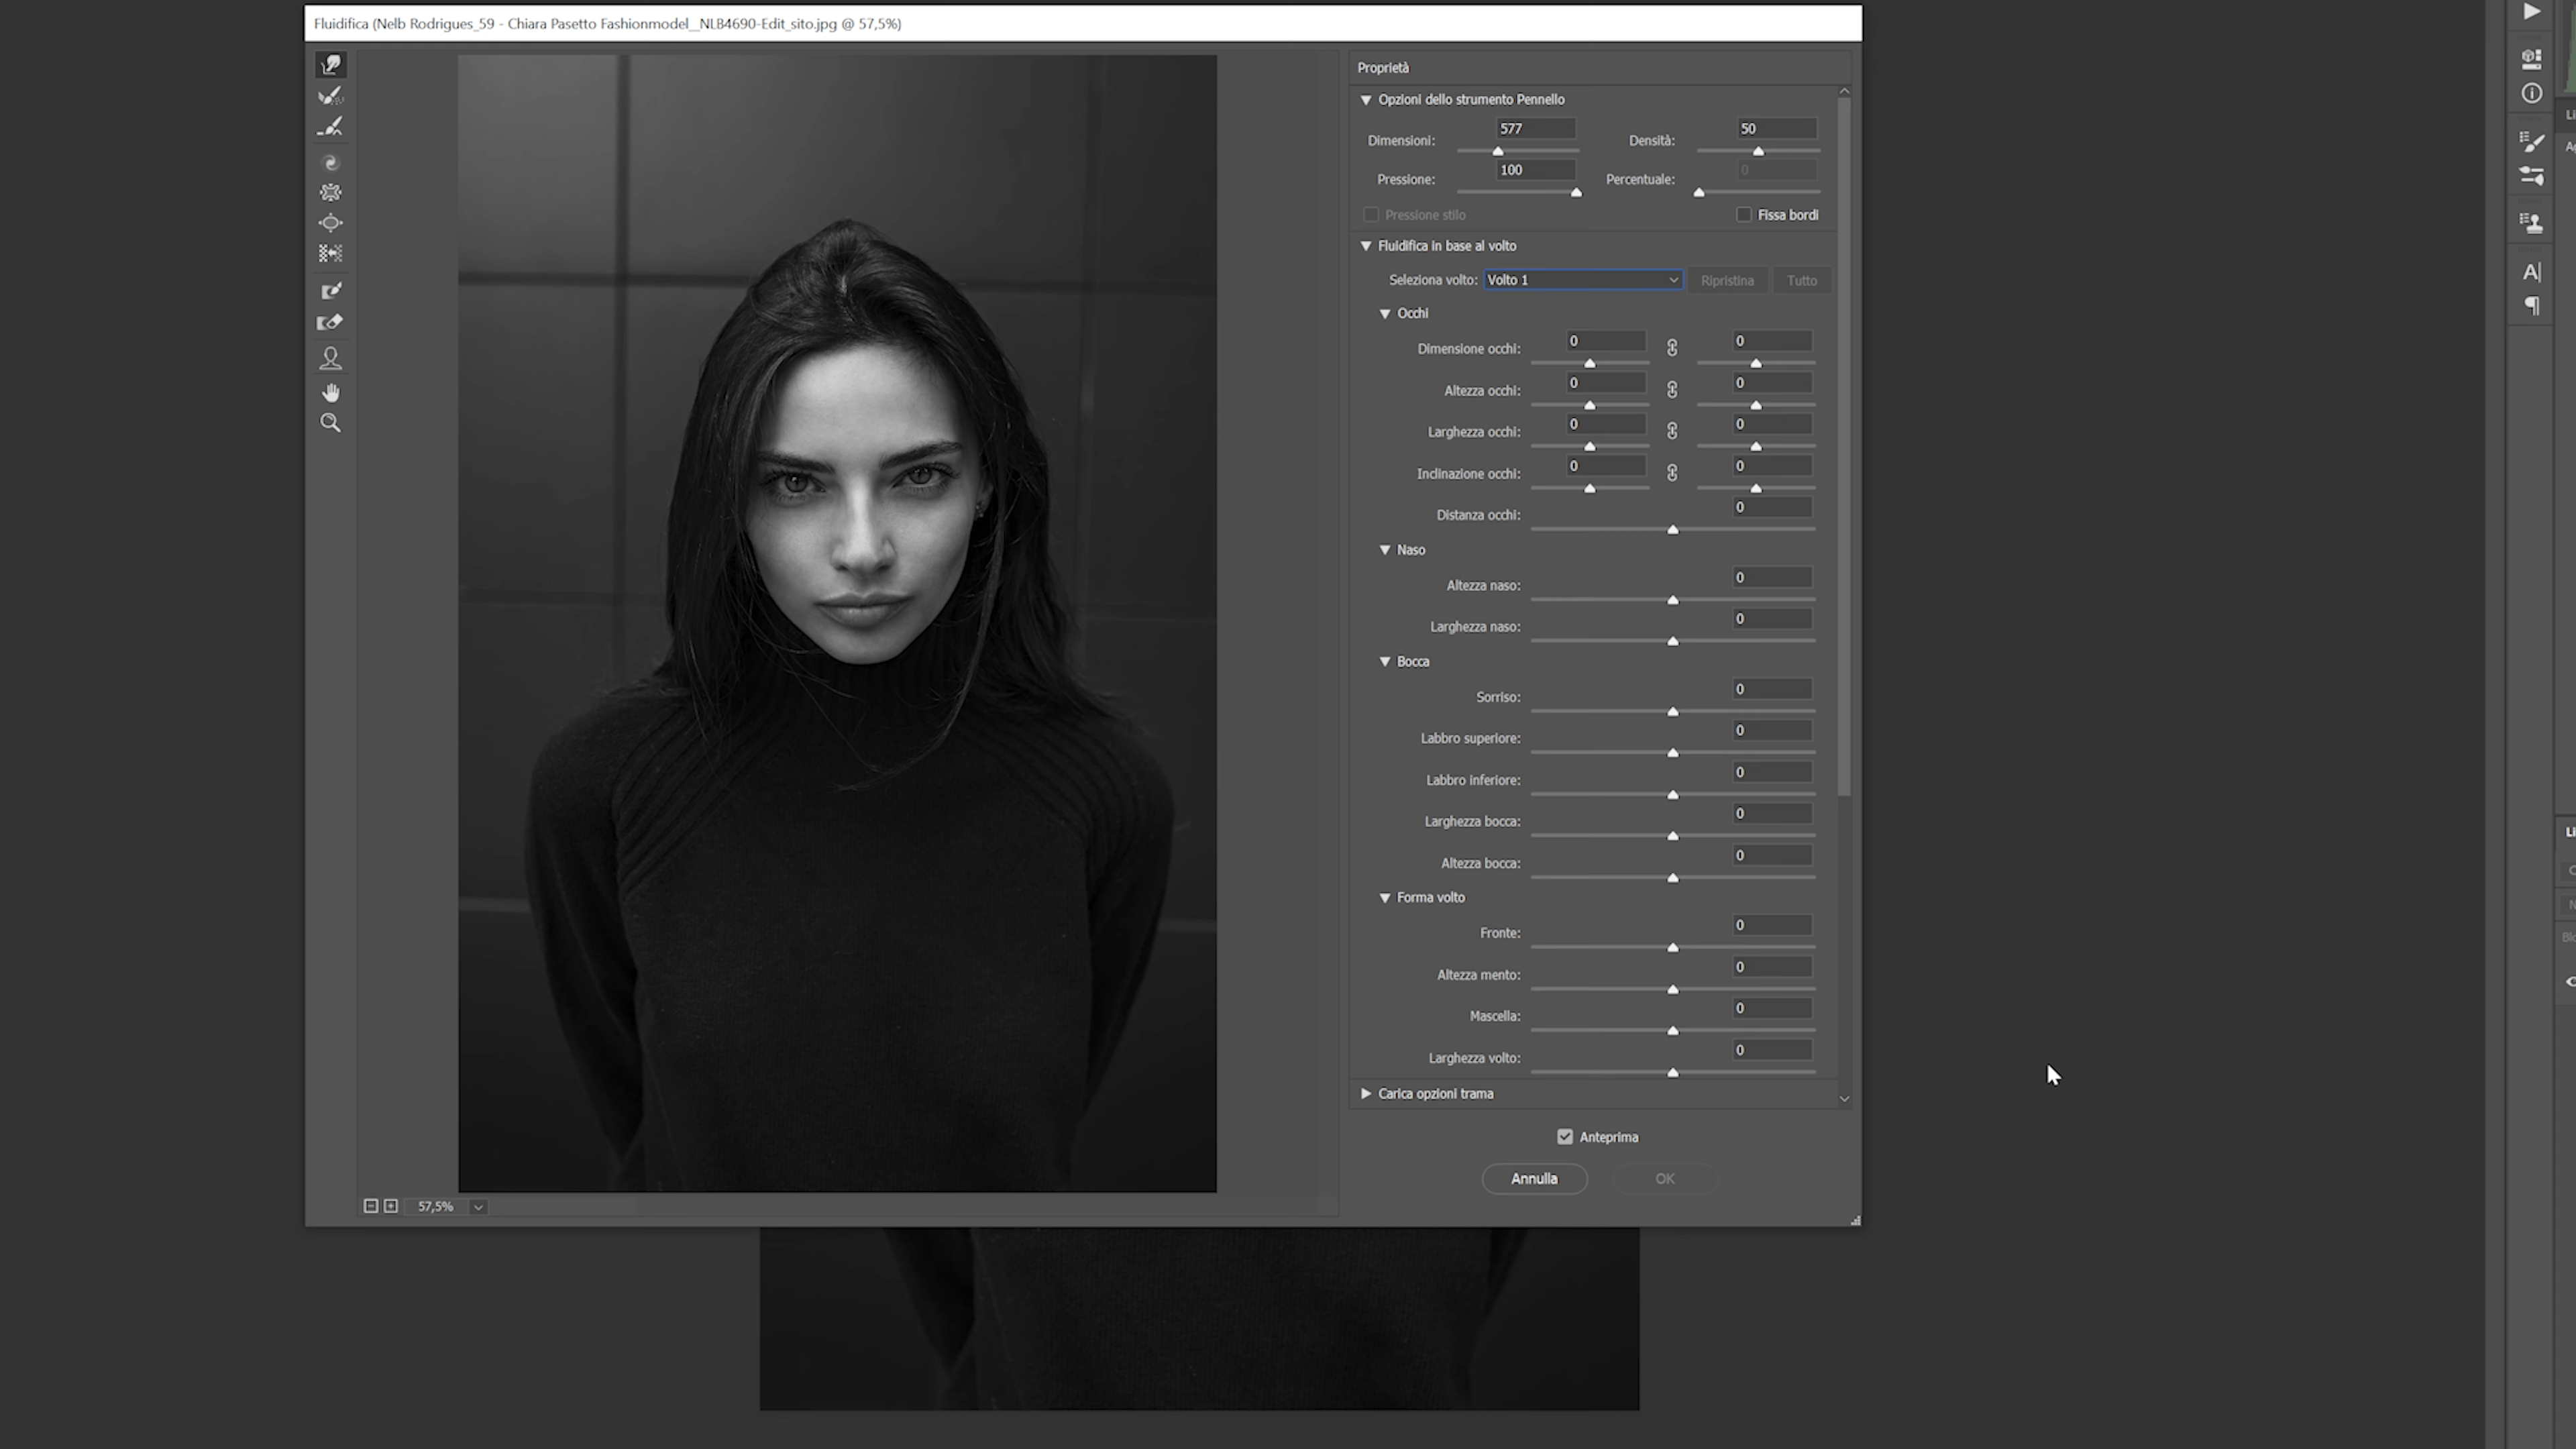 Fluidifica (Nelb Rodrigues_59 - Chiara Pasetto Fashionmodel__NLB4690-Edit_sito.jpg @ 57,5%)
Proprietà
Opzioni dello strumento Pennello
Dimensioni: 577 Densità: 50
Pressione: 100 Percentuale: 0
Pressione stilo Fissa bordi
Fluidifica in base al volto
Seleziona volto: Volto 1 Ripristina Tutto
Occhi
Dimensione occhi: 0 0
Altezza occhi: 0 0
Larghezza occhi: 0 0
Inclinazione occhi: 0 0
Distanza occhi: 0
Naso
Altezza naso: 0
Larghezza naso: 0
Bocca
Sorriso: 0
Labbro superiore: 0
Labbro inferiore: 0
Larghezza bocca: 0
Altezza bocca: 0
Forma volto
Fronte: 0
Altezza mento: 0
Mascella: 0
Larghezza volto: 0
Carica opzioni trama
Anteprima
Annulla OK
57,5%